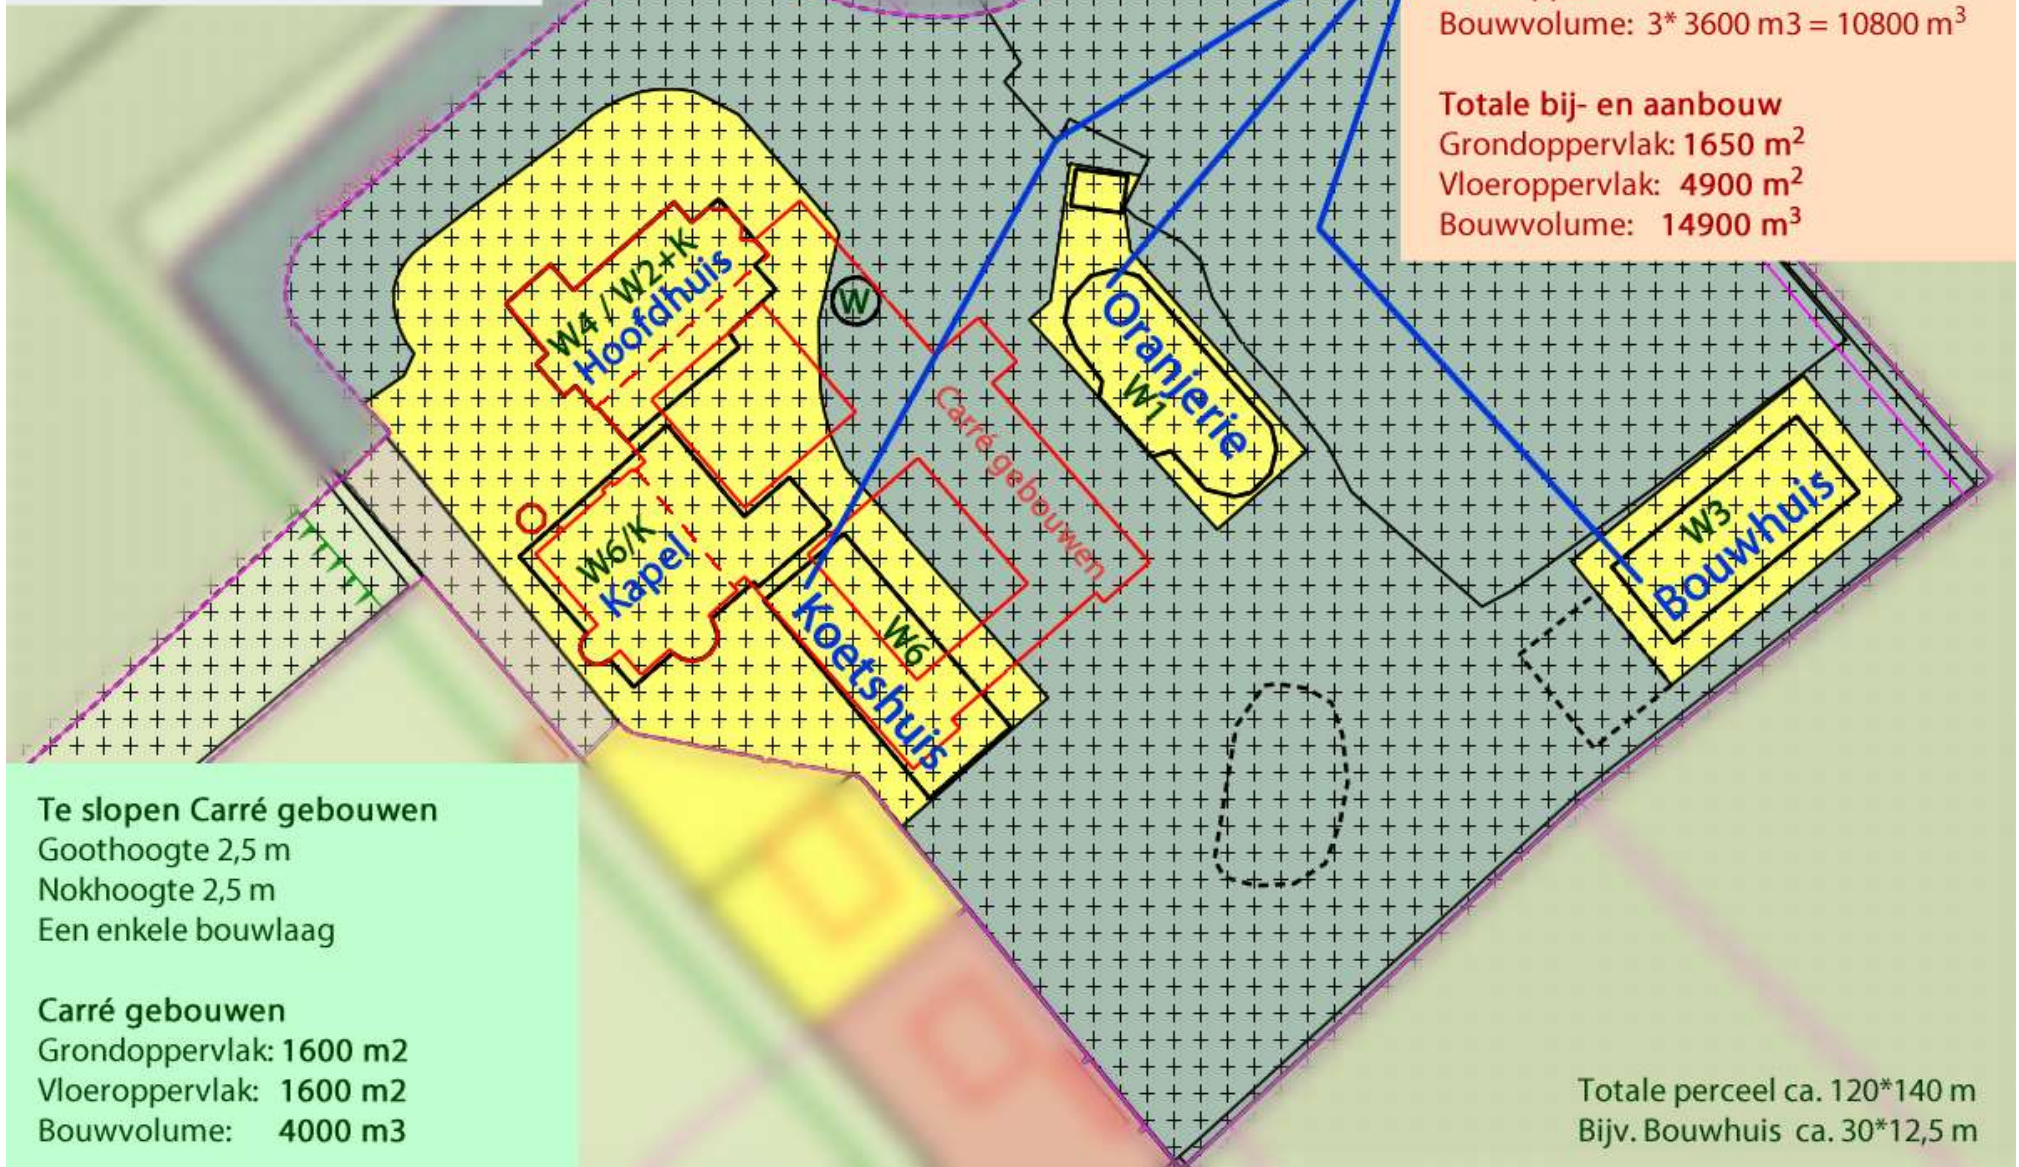 Bouwvolume: 3* 3600 m3 = 10800 m³
Totale bij- en aanbouw
Grondoppervlak: 1650 m²
Vloeroppervlak: 4900 m²
Bouwvolume: 14900 m³
W4 / W2+K
Hoofdhuis
W
Oranjerie
W1
Carré gebouwen
W3
Bouwhuis
W6/K
Kapel
W6
Koetshuis
Te slopen Carré gebouwen
Goothoogte 2,5 m
Nokhoogte 2,5 m
Een enkele bouwlaag
Carré gebouwen
Grondoppervlak: 1600 m2
Vloeroppervlak: 1600 m2
Bouwvolume: 4000 m3
Totale perceel ca. 120*140 m
Bijv. Bouwhuis ca. 30*12,5 m